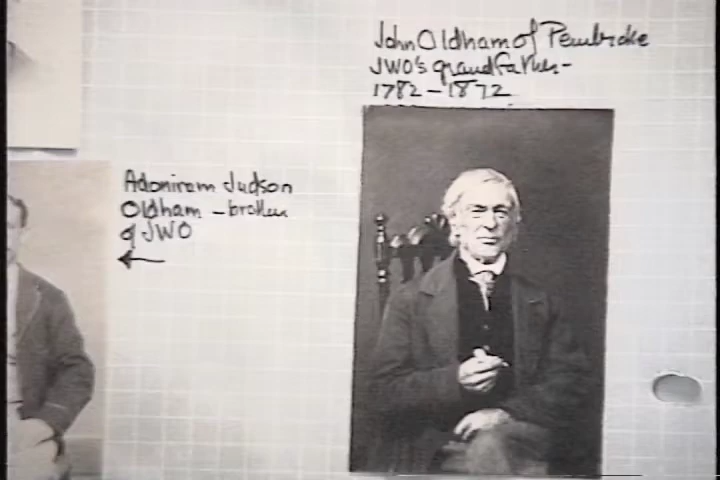 John Oldham of Pembroke
JWO's grandfather-
1782-1872
Adoniram Judson
Oldham - brother
of JWO